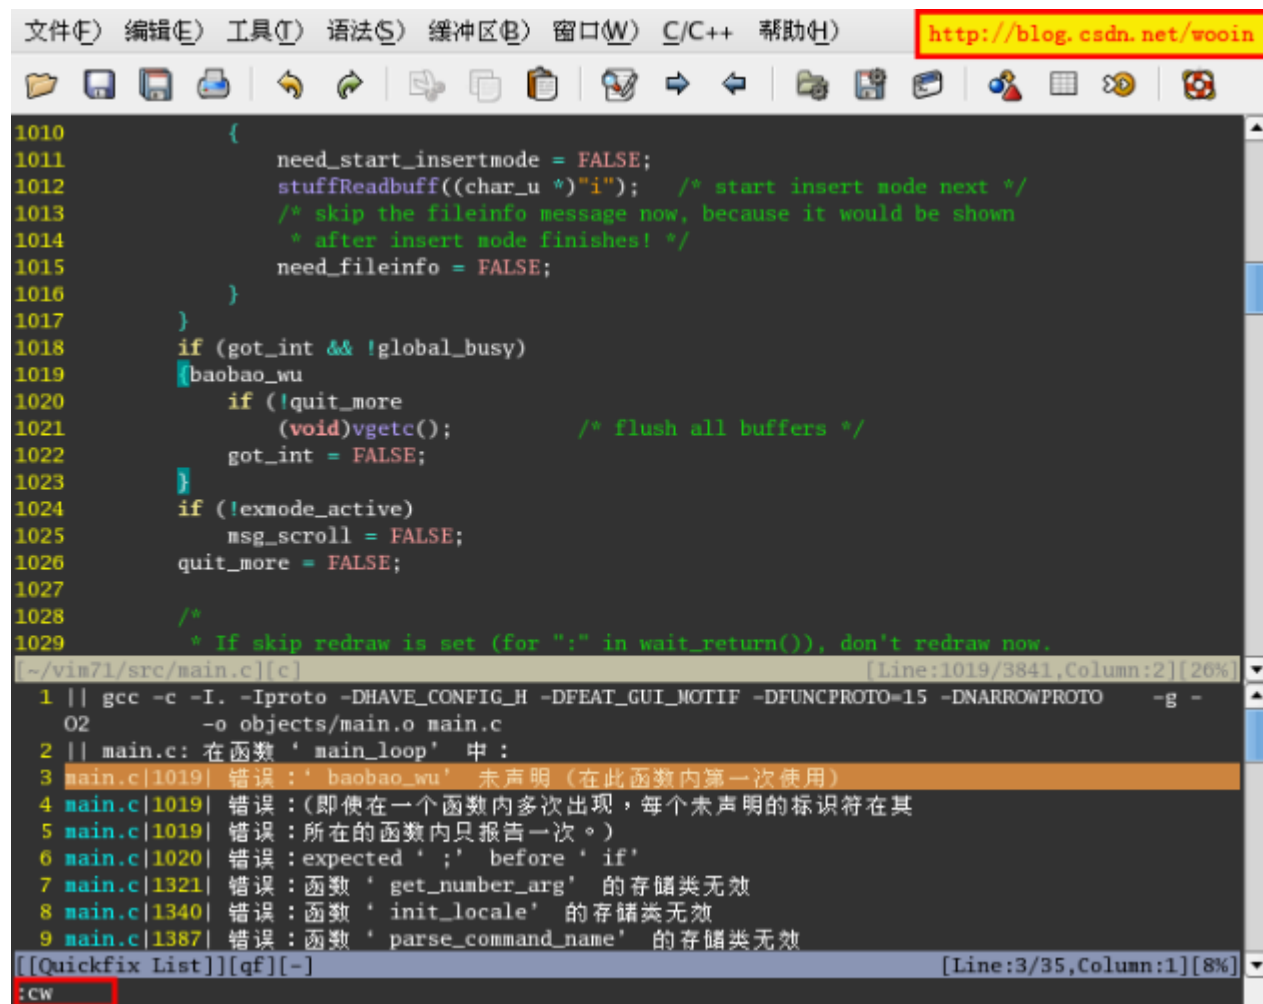 文件(F) 编辑(E) 工具(T) 语法(S) 缓冲区(B) 窗口(W) C/C++ 帮助(H) http://blog.csdn.net/wooin
1010 {
1011 need_start_insertmode = FALSE;
1012 stuffReadbuff((char_u *)"i"); /* start insert mode next */
1013 /* skip the fileinfo message now, because it would be shown
1014 * after insert mode finishes! */
1015 need_fileinfo = FALSE;
1016 }
1017 }
1018 if (got_int && !global_busy)
1019 {baobao_wu
1020 if (!quit_more
1021 (void)vgetc(); /* flush all buffers */
1022 got_int = FALSE;
1023 }
1024 if (!exmode_active)
1025 msg_scroll = FALSE;
1026 quit_more = FALSE;
1027
1028 /*
1029 * If skip redraw is set (for ":" in wait_return()), don't redraw now.
[~/vim71/src/main.c][c] [Line:1019/3841,Column:2][26%]
1 || gcc -c -I. -Iproto -DHAVE_CONFIG_H -DFEAT_GUI_MOTIF -DFUNCPROTO=15 -DNARROWPROTO -g -
O2 -o objects/main.o main.c
2 || main.c: 在函数 ‘main_loop’ 中：
3 main.c|1019| 错误：‘baobao_wu’ 未声明 (在此函数内第一次使用)
4 main.c|1019| 错误：(即使在一个函数内多次出现，每个未声明的标识符在其
5 main.c|1019| 错误：所在的函数内只报告一次。)
6 main.c|1020| 错误：expected ‘;’ before ‘if’
7 main.c|1321| 错误：函数 ‘get_number_arg’ 的存储类无效
8 main.c|1340| 错误：函数 ‘init_locale’ 的存储类无效
9 main.c|1387| 错误：函数 ‘parse_command_name’ 的存储类无效
[[Quickfix List]][qf][-] [Line:3/35,Column:1][8%]
:cw